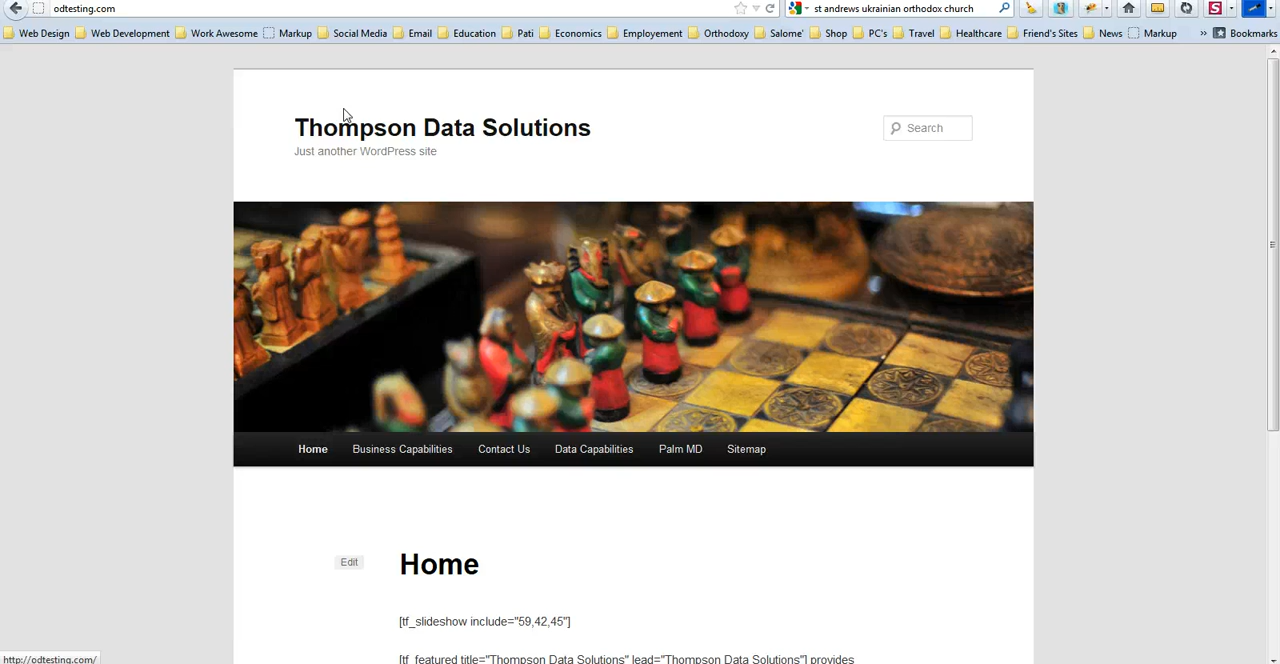 odtesting.com
st andrews ukrainian orthodox church
Web Design Web Development Work Awesome Markup Social Media Email Education Pati Economics Employement Orthodoxy Salome' Shop PC's Travel Healthcare Friend's Sites News Markup » Bookmarks
Thompson Data Solutions
Just another WordPress site
Search
Home Business Capabilities Contact Us Data Capabilities Palm MD Sitemap
Edit
Home
[tf_slideshow include="59,42,45"]
[tf_featured title="Thompson Data Solutions" lead="Thompson Data Solutions"] provides
http://odtesting.com/